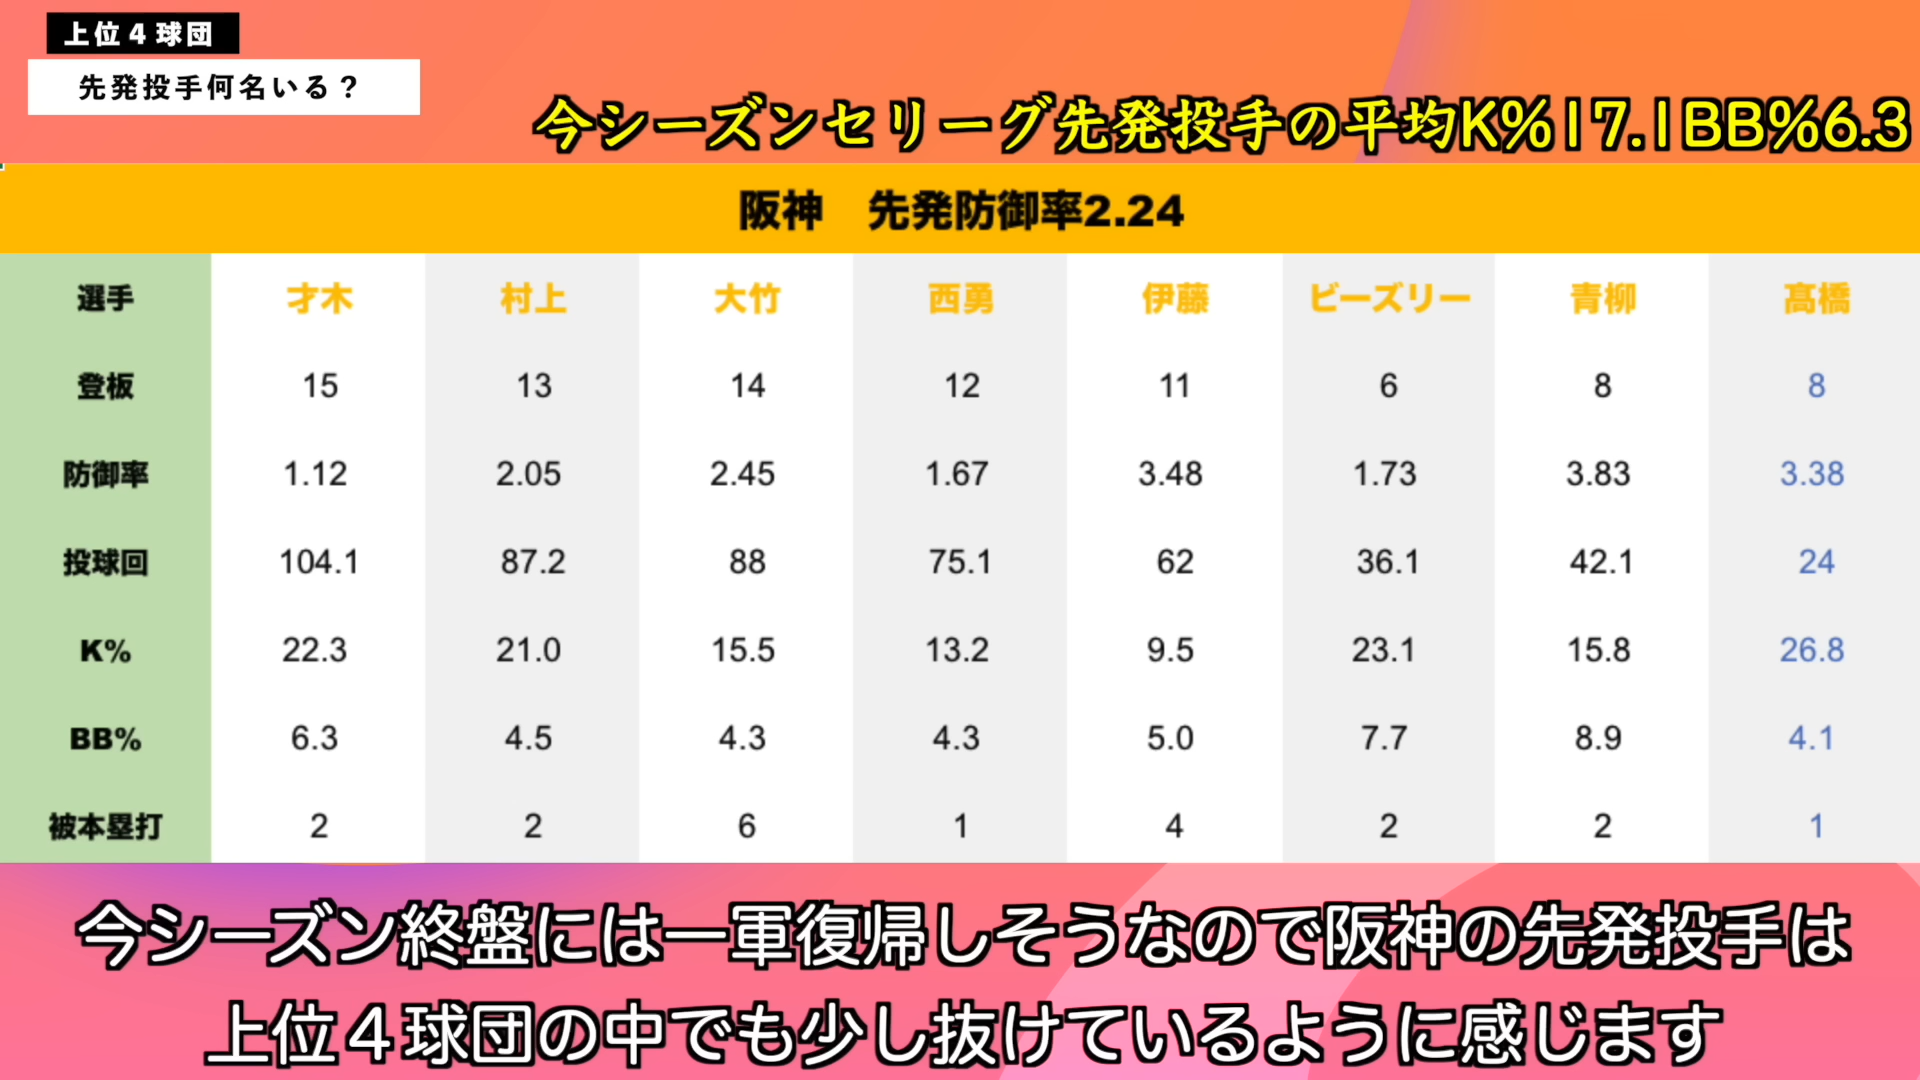 上位4球団
先発投手何名いる？
今シーズンセリーグ先発投手の平均K%17.1BB%6.3
阪神　先発防御率2.24
選手 才木 村上 大竹 西勇 伊藤 ビーズリー 青柳 髙橋
登板 15 13 14 12 11 6 8 8
防御率 1.12 2.05 2.45 1.67 3.48 1.73 3.83 3.38
投球回 104.1 87.2 88 75.1 62 36.1 42.1 24
K% 22.3 21.0 15.5 13.2 9.5 23.1 15.8 26.8
BB% 6.3 4.5 4.3 4.3 5.0 7.7 8.9 4.1
被本塁打 2 2 6 1 4 2 2 1
今シーズン終盤には一軍復帰しそうなので阪神の先発投手は
上位４球団の中でも少し抜けているように感じます